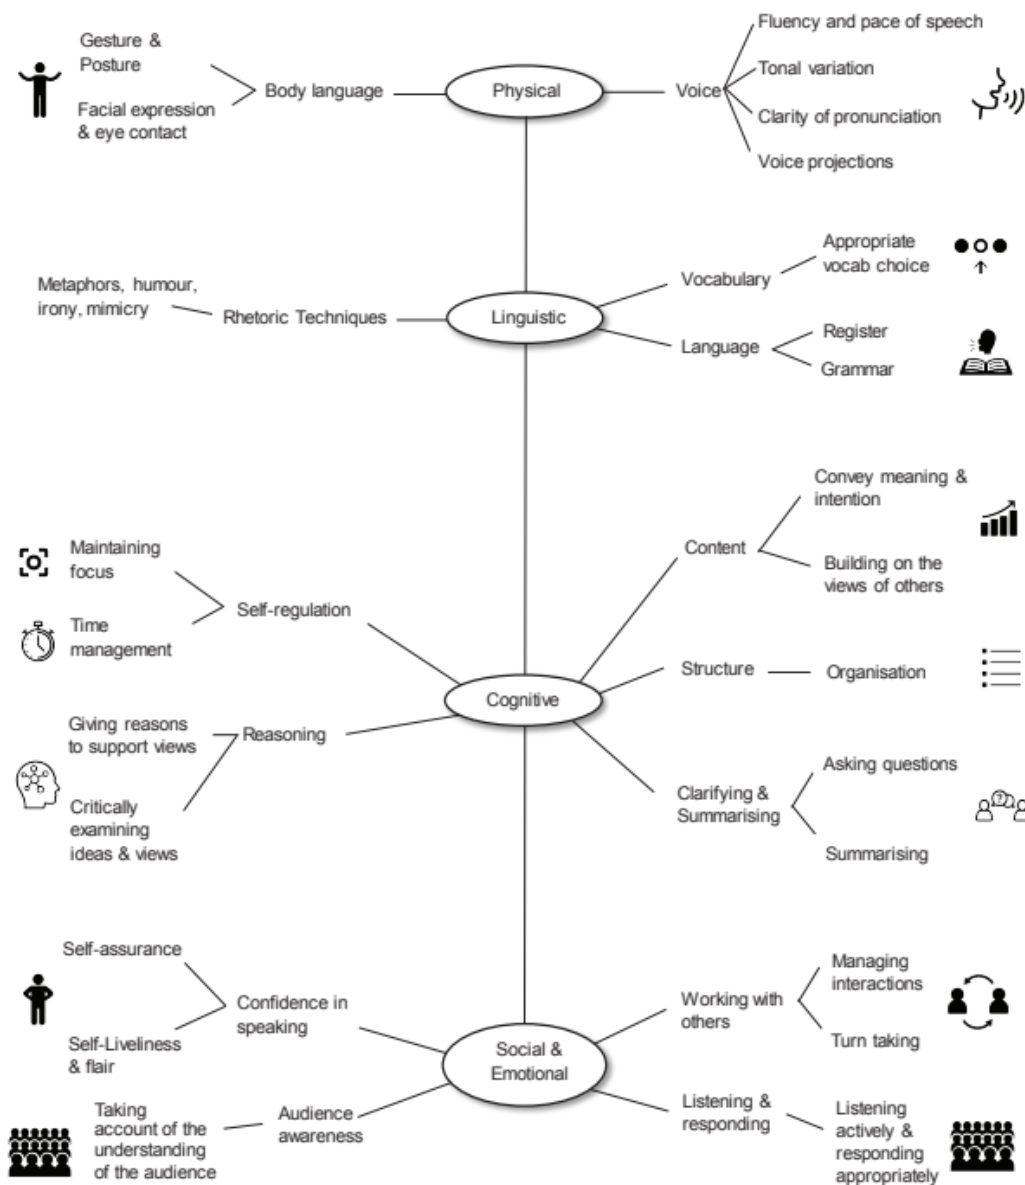 Gesture &
Posture
Facial expression
& eye contact
Body language
Physical
Voice
Fluency and pace of speech
Tonal variation
Clarity of pronunciation
Voice projections
Metaphors, humour,
irony, mimicry
Rhetoric Techniques
Linguistic
Vocabulary
Appropriate
vocab choice
Language
Register
Grammar
Maintaining
focus
Time
management
Self-regulation
Giving reasons
to support views
Critically
examining
ideas & views
Reasoning
Cognitive
Content
Convey meaning &
intention
Building on the
views of others
Structure
Organisation
Clarifying &
Summarising
Asking questions
Summarising
Self-assurance
Self-Liveliness
& flair
Confidence in
speaking
Taking
account of the
understanding
of the audience
Audience
awareness
Social &
Emotional
Working with
others
Managing
interactions
Turn taking
Listening &
responding
Listening
actively &
responding
appropriately
?